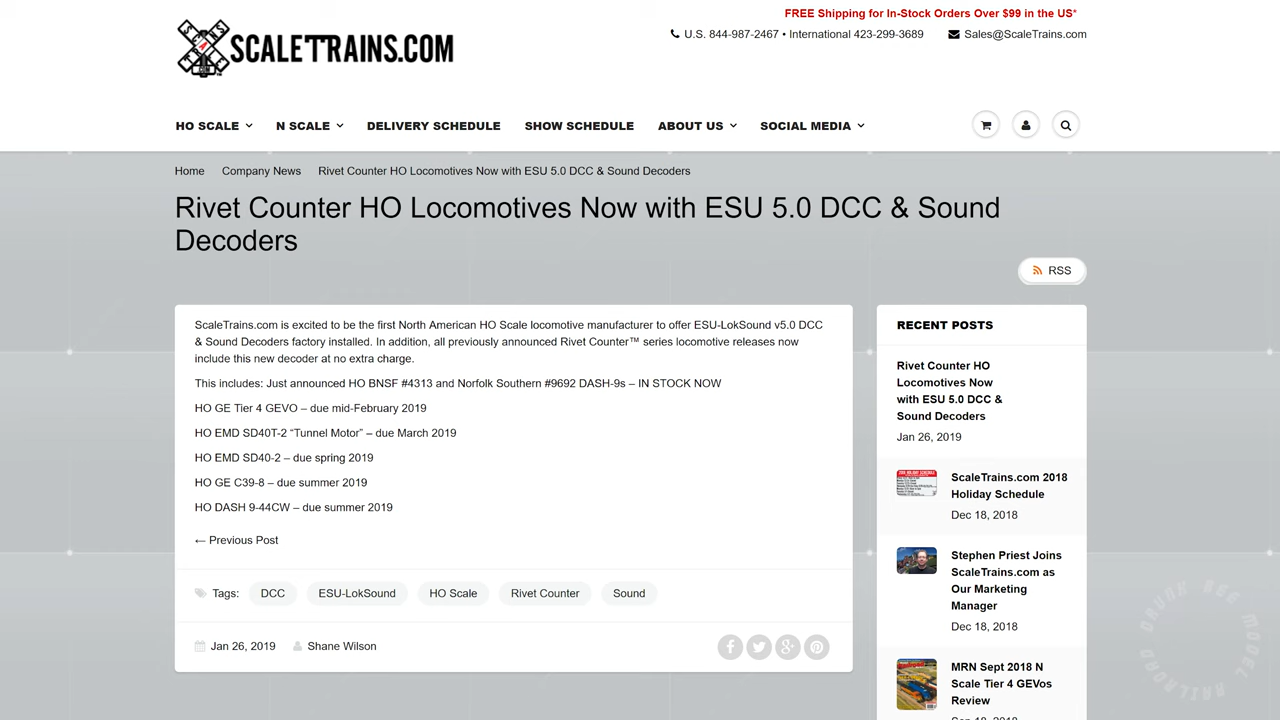 FREE Shipping for In-Stock Orders Over $99 in the US*
SCALETRAINS.COM
U.S. 844-987-2467 • International 423-299-3689
Sales@ScaleTrains.com
HO SCALE
N SCALE
DELIVERY SCHEDULE
SHOW SCHEDULE
ABOUT US
SOCIAL MEDIA
Home
Company News
Rivet Counter HO Locomotives Now with ESU 5.0 DCC & Sound Decoders
Rivet Counter HO Locomotives Now with ESU 5.0 DCC & Sound
Decoders
RSS
ScaleTrains.com is excited to be the first North American HO Scale locomotive manufacturer to offer ESU-LokSound v5.0 DCC
& Sound Decoders factory installed. In addition, all previously announced Rivet Counter™ series locomotive releases now
include this new decoder at no extra charge.
This includes: Just announced HO BNSF #4313 and Norfolk Southern #9692 DASH-9s – IN STOCK NOW
HO GE Tier 4 GEVO – due mid-February 2019
HO EMD SD40T-2 “Tunnel Motor” – due March 2019
HO EMD SD40-2 – due spring 2019
HO GE C39-8 – due summer 2019
HO DASH 9-44CW – due summer 2019
← Previous Post
Tags:
DCC
ESU-LokSound
HO Scale
Rivet Counter
Sound
Jan 26, 2019
Shane Wilson
RECENT POSTS
Rivet Counter HO
Locomotives Now
with ESU 5.0 DCC &
Sound Decoders
Jan 26, 2019
ScaleTrains.com 2018
Holiday Schedule
Dec 18, 2018
Stephen Priest Joins
ScaleTrains.com as
Our Marketing
Manager
Dec 18, 2018
MRN Sept 2018 N
Scale Tier 4 GEVos
Review
DRUNK BEE MODEL RAILROAD